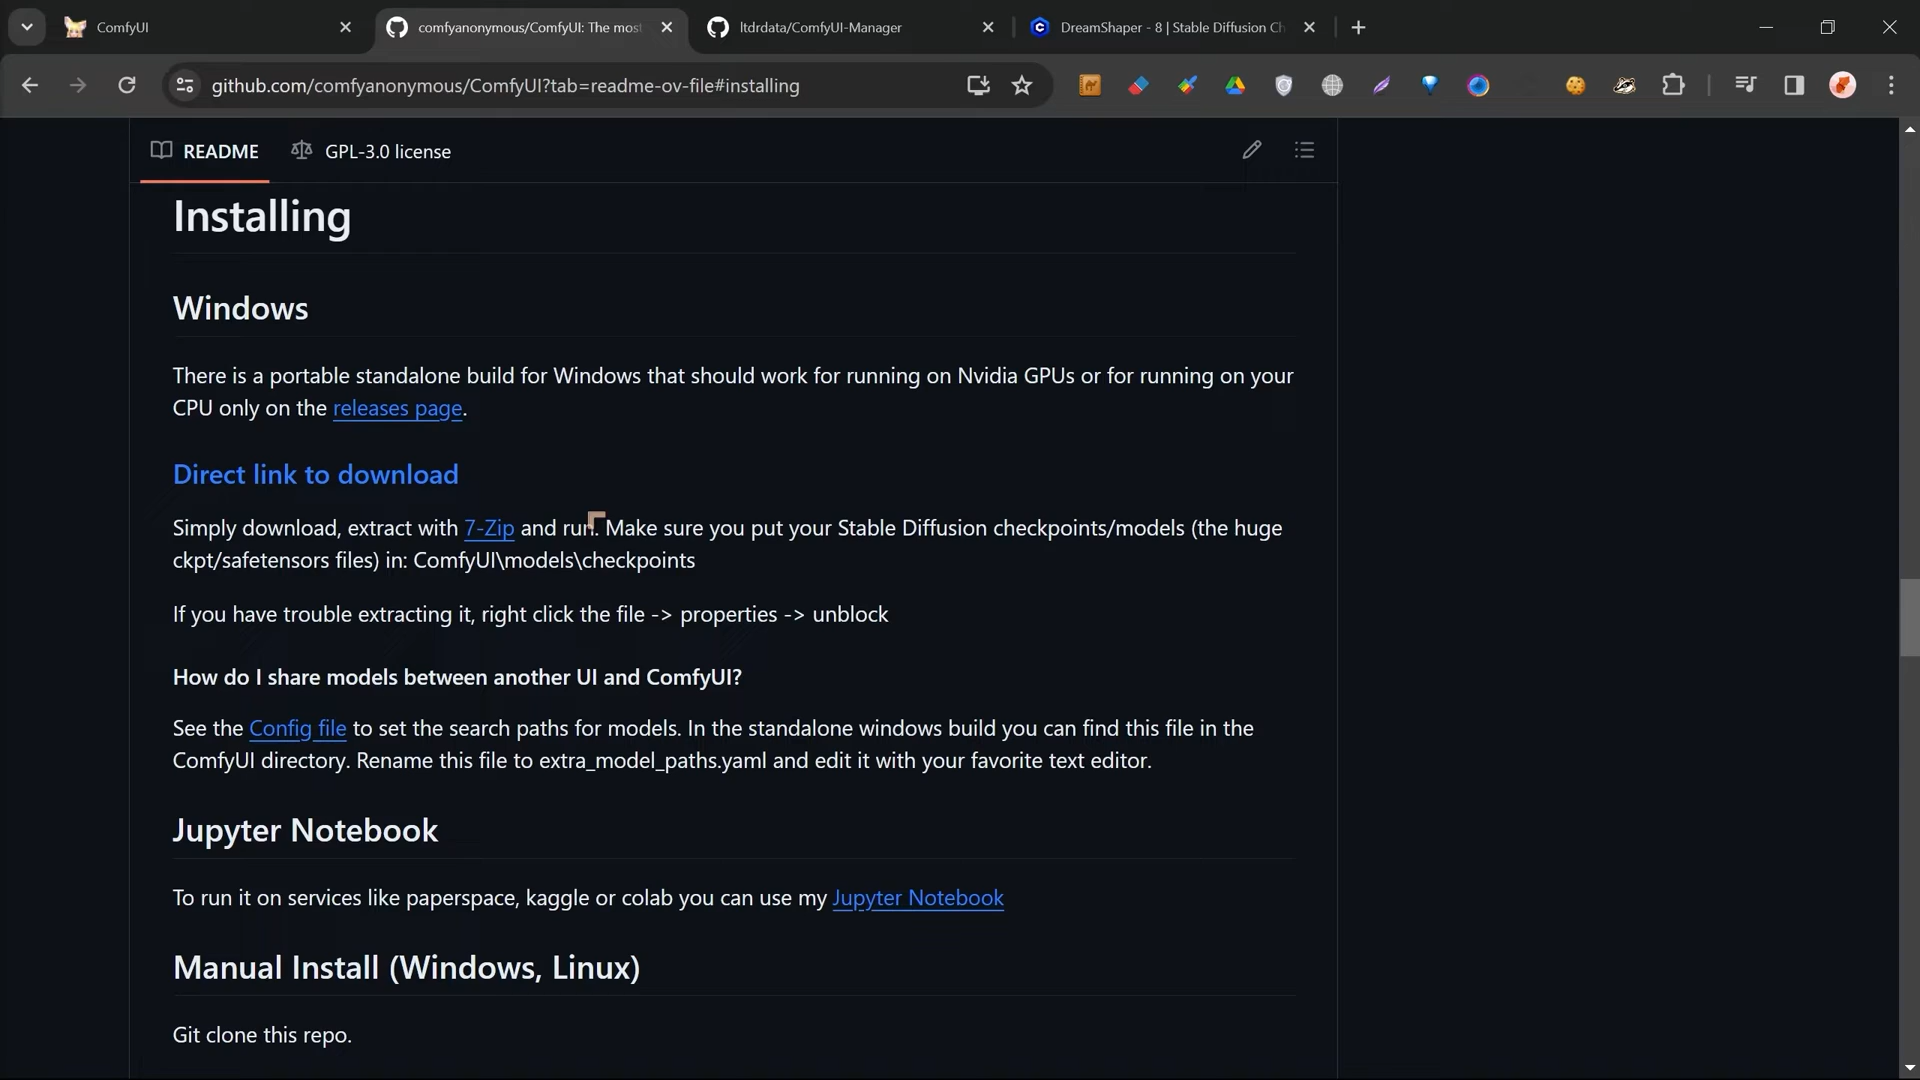 ComfyUI
comfyanonymous/ComfyUI: The most
ltdrdata/ComfyUI-Manager
DreamShaper - 8 | Stable Diffusion Ch
github.com/comfyanonymous/ComfyUI?tab=readme-ov-file#installing
README
GPL-3.0 license
Installing
Windows
There is a portable standalone build for Windows that should work for running on Nvidia GPUs or for running on your
CPU only on the releases page.
Direct link to download
Simply download, extract with 7-Zip and run. Make sure you put your Stable Diffusion checkpoints/models (the huge
ckpt/safetensors files) in: ComfyUI\models\checkpoints
If you have trouble extracting it, right click the file -> properties -> unblock
How do I share models between another UI and ComfyUI?
See the Config file to set the search paths for models. In the standalone windows build you can find this file in the
ComfyUI directory. Rename this file to extra_model_paths.yaml and edit it with your favorite text editor.
Jupyter Notebook
To run it on services like paperspace, kaggle or colab you can use my Jupyter Notebook
Manual Install (Windows, Linux)
Git clone this repo.